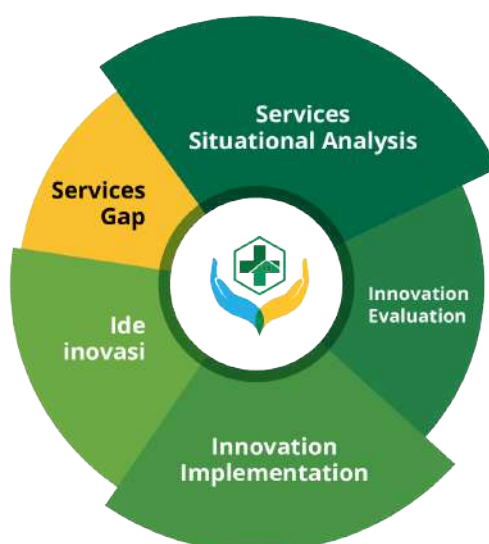 Services
Situational Analysis
Services
Gap
Innovation
Evaluation
Ide
inovasi
Innovation
Implementation